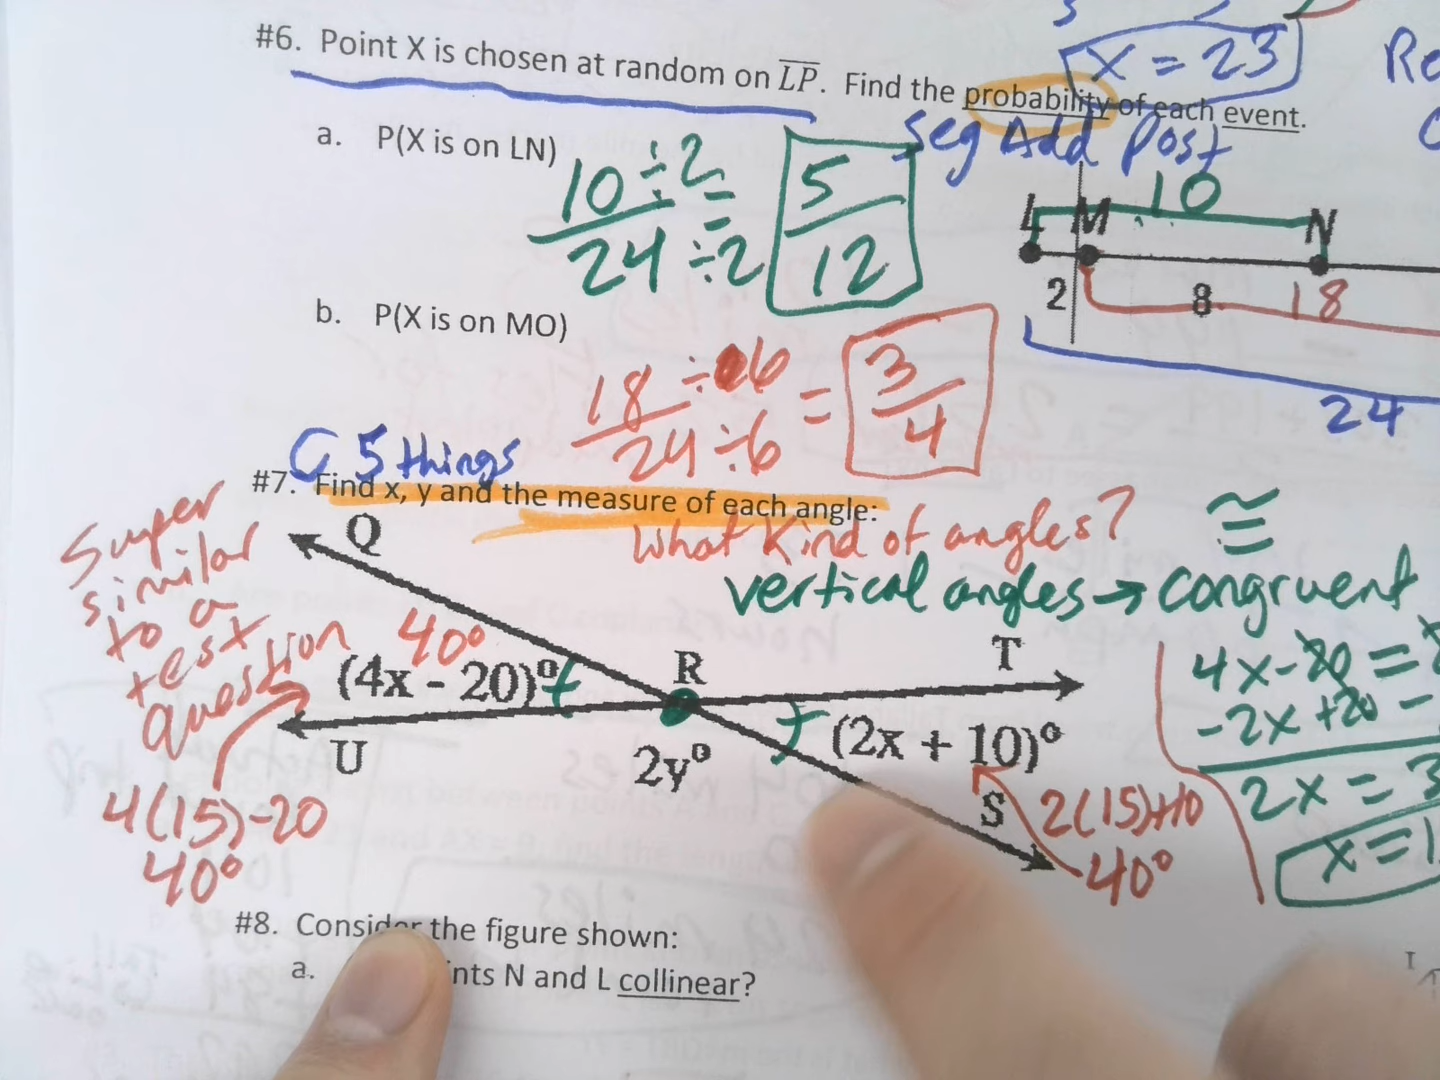 x = 23
#6. Point X is chosen at random on LP. Find the probability of each event.
Seg Add Post
a. P(X is on LN)
10 ÷2 = 5
24 ÷2 = 12
10
L M N
2 8 18
24
b. P(X is on MO)
18 ÷ 6 = 3
24 ÷ 6 4
5 things
#7. Find x, y and the measure of each angle:
What kind of angles?
≅
vertical angles → congruent
Super
similar
to a
test
question
Q
40°
(4x - 20)°
R
T
U
2y°
(2x + 10)°
S
4x-20 =
-2x +20 -
2x = 3
x = 1
4(15)-20
40°
2(15)+10
40°
#8. Consider the figure shown:
a. nts N and L collinear?